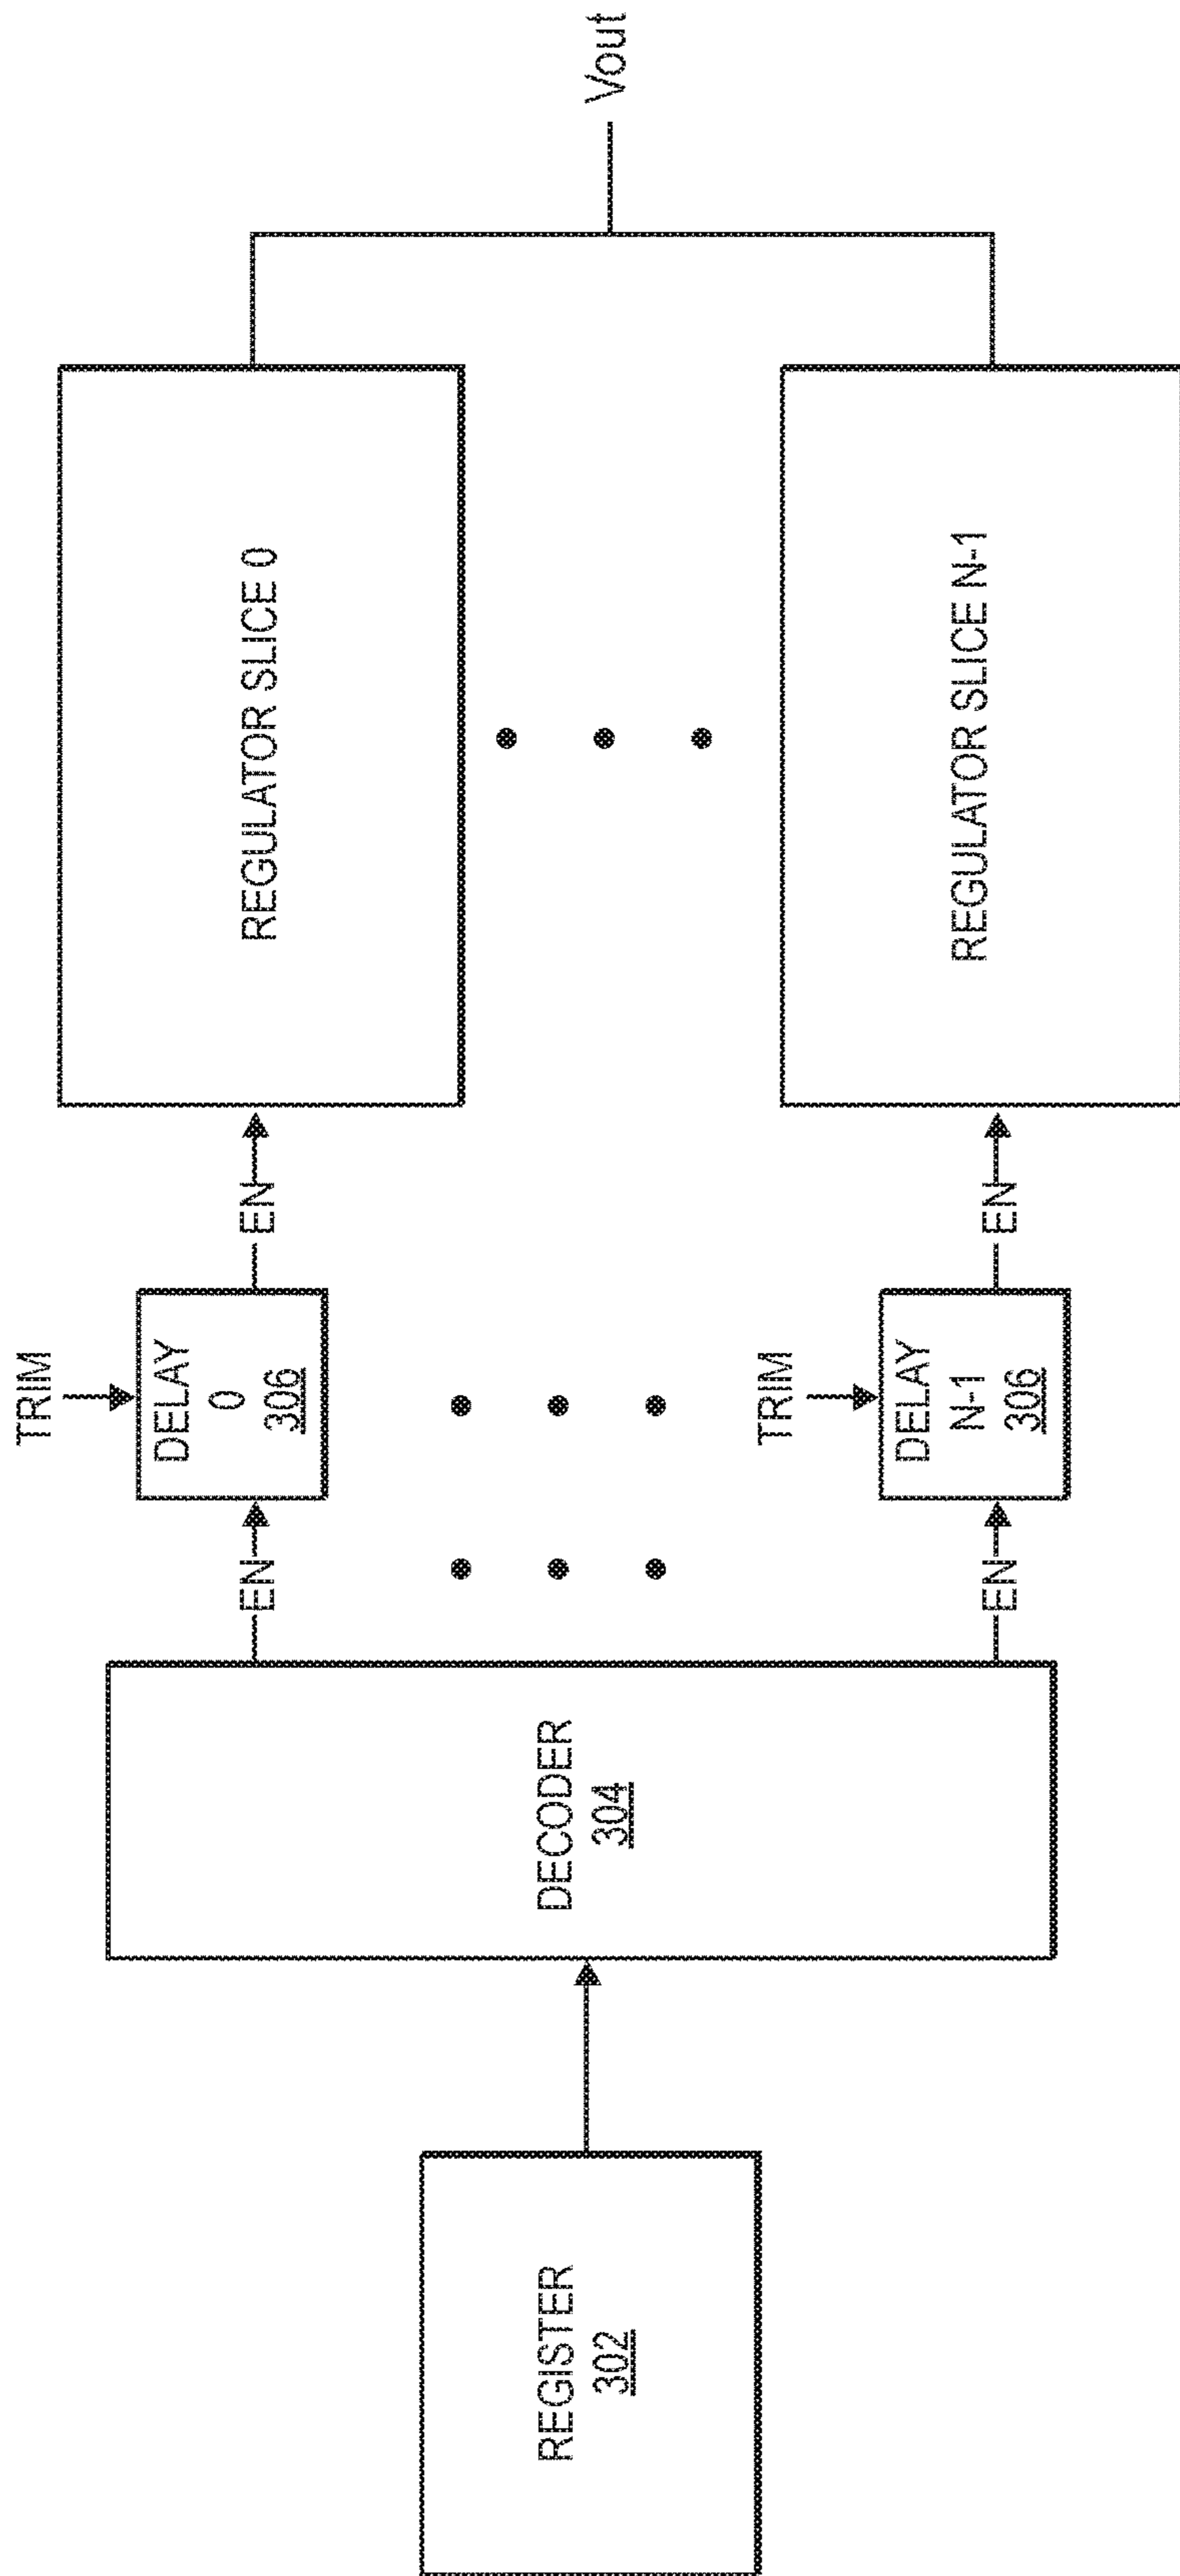 REGISTER
302
DECODER
304
EN
EN
TRIM
DELAY
0
306
TRIM
DELAY
N-1
306
EN
EN
REGULATOR SLICE 0
REGULATOR SLICE N-1
Vout